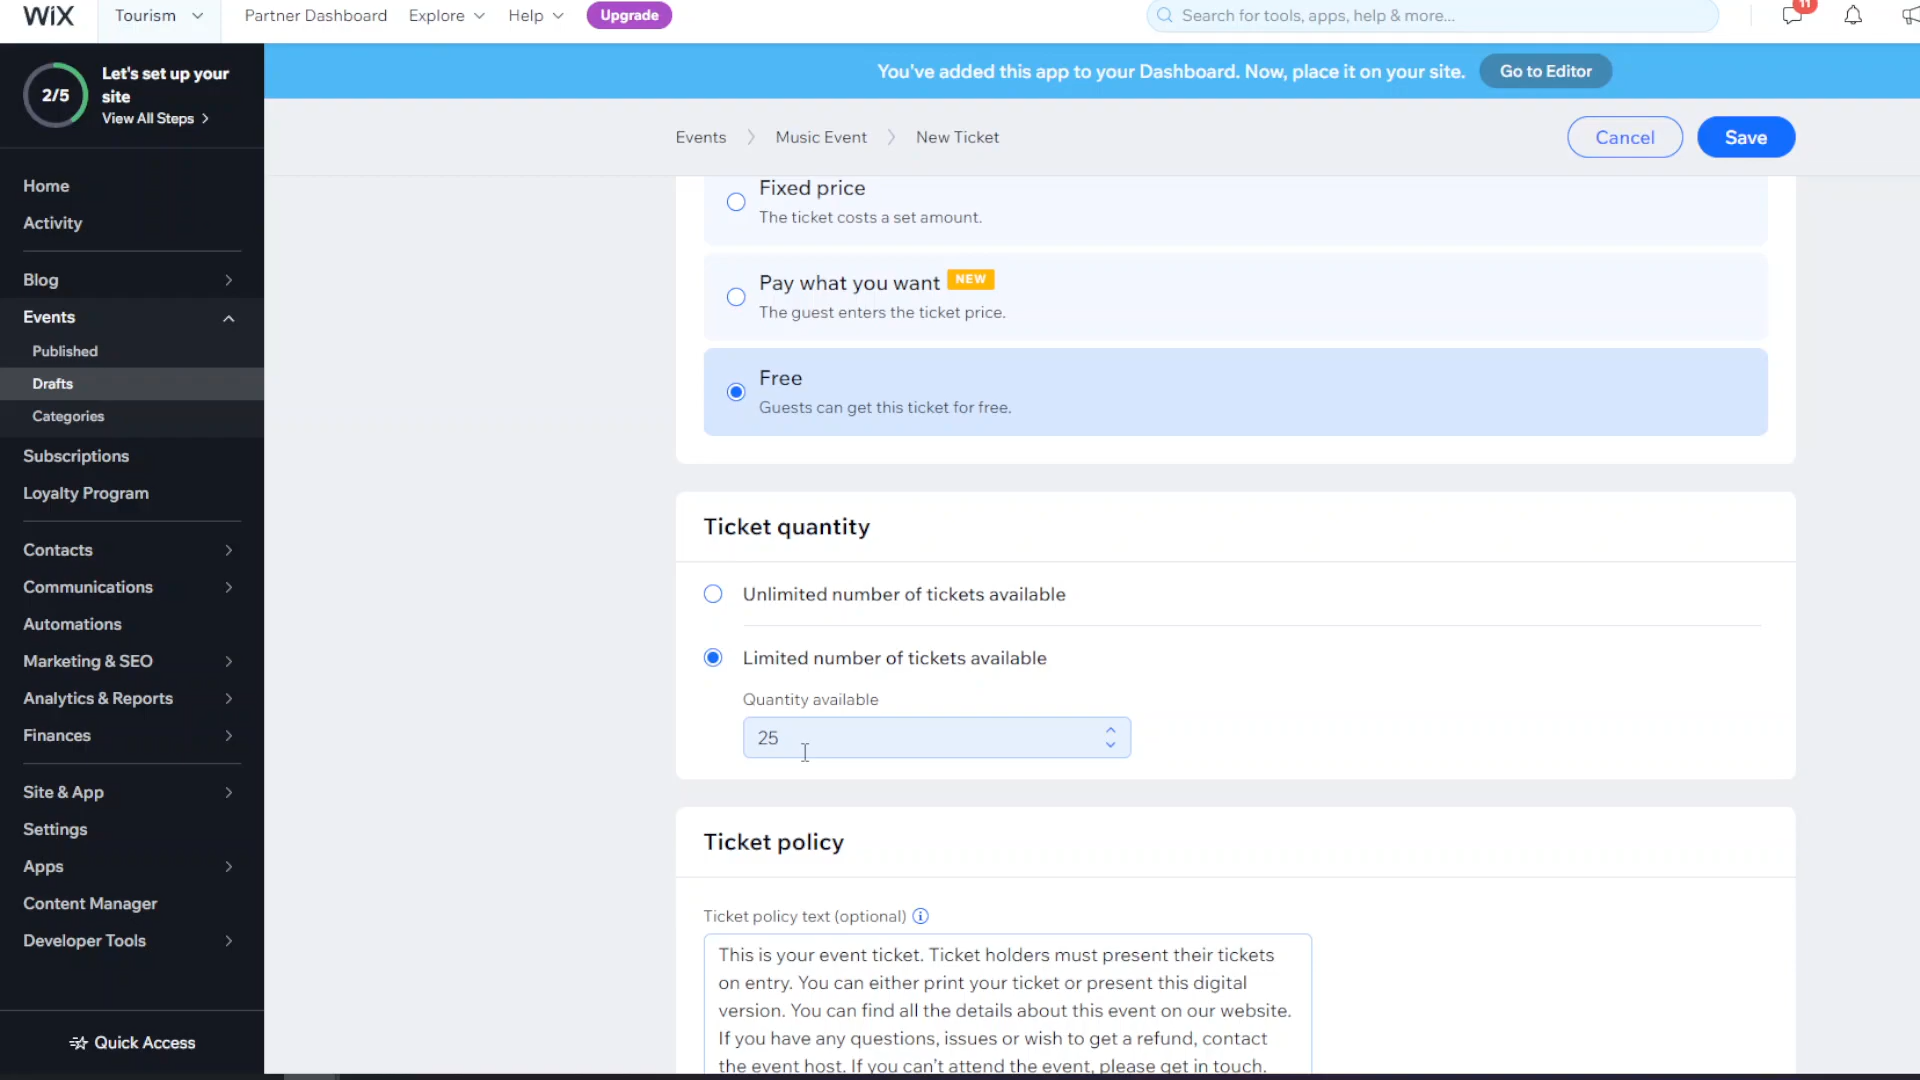 WiX
Tourism
Partner Dashboard
Explore
Help
Upgrade
Search for tools, apps, help & more...
11
2/5
Let's set up your
site
View All Steps
You've added this app to your Dashboard. Now, place it on your site.
Go to Editor
Events
Music Event
New Ticket
Cancel
Save
Home
Activity
Blog
Events
Published
Drafts
Categories
Subscriptions
Loyalty Program
Contacts
Communications
Automations
Marketing & SEO
Analytics & Reports
Finances
Site & App
Settings
Apps
Content Manager
Developer Tools
Quick Access
Fixed price
The ticket costs a set amount.
Pay what you want NEW
The guest enters the ticket price.
Free
Guests can get this ticket for free.
Ticket quantity
Unlimited number of tickets available
Limited number of tickets available
Quantity available
25
Ticket policy
Ticket policy text (optional)
This is your event ticket. Ticket holders must present their tickets
on entry. You can either print your ticket or present this digital
version. You can find all the details about this event on our website.
If you have any questions, issues or wish to get a refund, contact
the event host. If you can't attend the event, please get in touch.